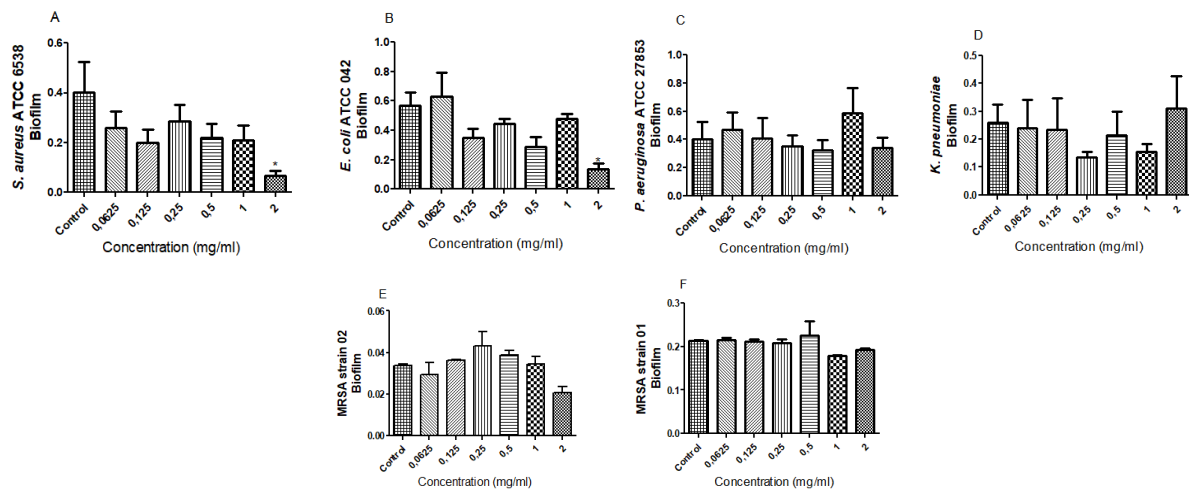 A
S. aureus ATCC 6538
Biofilm
0.6
0.4
0.2
0.0
*
Control
0,0625
0,125
0,25
0,5
1
2
Concentration (mg/ml)
B
E. coli ATCC 042
Biofilm
1.0
0.8
0.6
0.4
0.2
0.0
*
Control
0,0625
0,125
0,25
0,5
1
2
Concentration (mg/ml)
C
P. aeruginosa ATCC 27853
Biofilm
1.0
0.8
0.6
0.4
0.2
0.0
Control
0,0625
0,125
0,25
0,5
1
2
Concentration (mg/ml)
D
K. pneumoniae
Biofilm
0.5
0.4
0.3
0.2
0.1
0.0
Control
0,0625
0,125
0,25
0,5
1
2
Concentration (mg/ml)
E
MRSA strain 02
Biofilm
0.06
0.04
0.02
0.00
Control
0,0625
0,125
0,25
0,5
1
2
Concentration (mg/ml)
F
MRSA strain 01
Biofilm
0.3
0.2
0.1
0.0
Control
0,0625
0,125
0,25
0,5
1
2
Concentration (mg/ml)